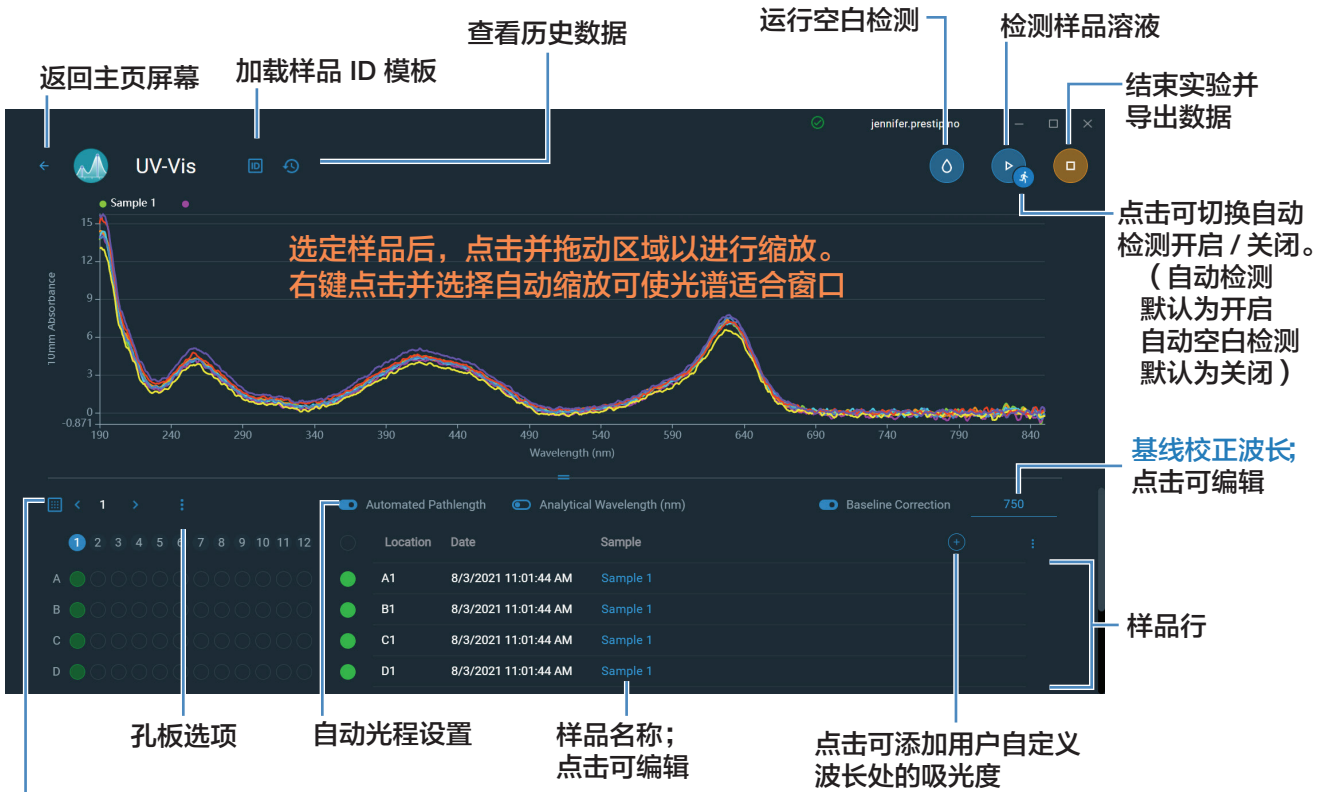 运行空白检测
检测样品溶液
查看历史数据
返回主页屏幕
加载样品 ID 模板
结束实验并
导出数据
jennifer.prestipino
UV-Vis
ID
Sample 1
点击可切换自动
检测开启 / 关闭。
（自动检测
默认为开启
自动空白检测
默认为关闭）
选定样品后，点击并拖动区域以进行缩放。
右键点击并选择自动缩放可使光谱适合窗口
10mm Absorbance
15
12
9
6
3
0
-0.871
190 240 290 340 390 440 490 540 590 640 690 740 790 840
Wavelength (nm)
基线校正波长;
点击可编辑
1
Automated Pathlength Analytical Wavelength (nm) Baseline Correction 750
1 2 3 4 5 6 7 8 9 10 11 12
Location Date Sample
A A1 8/3/2021 11:01:44 AM Sample 1
B B1 8/3/2021 11:01:44 AM Sample 1
C C1 8/3/2021 11:01:44 AM Sample 1
D D1 8/3/2021 11:01:44 AM Sample 1
样品行
孔板选项
自动光程设置
样品名称；
点击可编辑
点击可添加用户自定义
波长处的吸光度